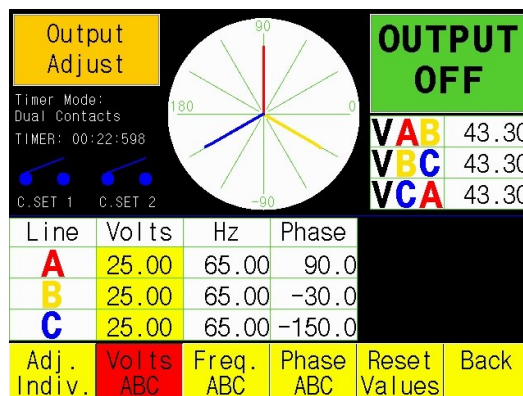 Output
Adjust
Timer Mode:
Dual Contacts
TIMER: 00:22:598
C.SET 1 C.SET 2
90
180 0
-90
OUTPUT
OFF
VAB 43.30
VBC 43.30
VCA 43.30
Line Volts Hz Phase
A 25.00 65.00 90.0
B 25.00 65.00 -30.0
C 25.00 65.00 -150.0
Adj. Indiv.
Volts ABC
Freq. ABC
Phase ABC
Reset Values
Back